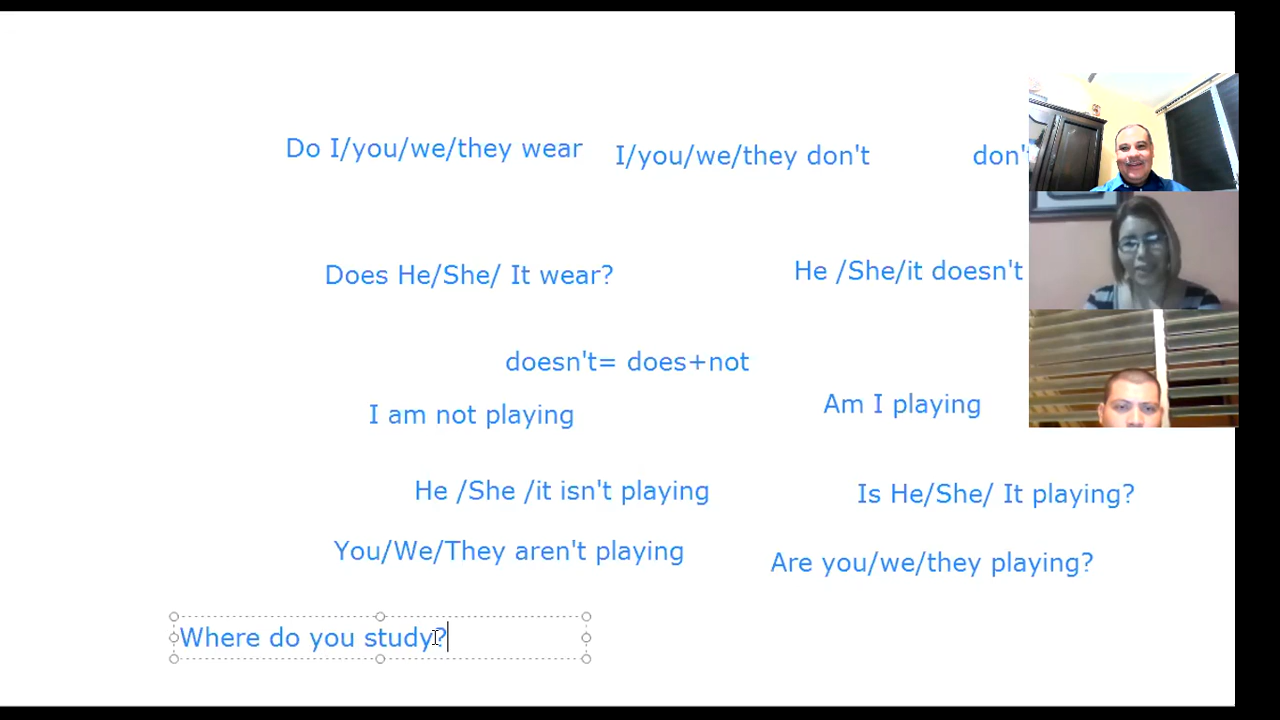 Do I/you/we/they wear
I/you/we/they don't
don't
Does He/She/ It wear?
He /She/it doesn't
doesn't= does+not
I am not playing
Am I playing
He /She /it isn't playing
Is He/She/ It playing?
You/We/They aren't playing
Are you/we/they playing?
Where do you study?